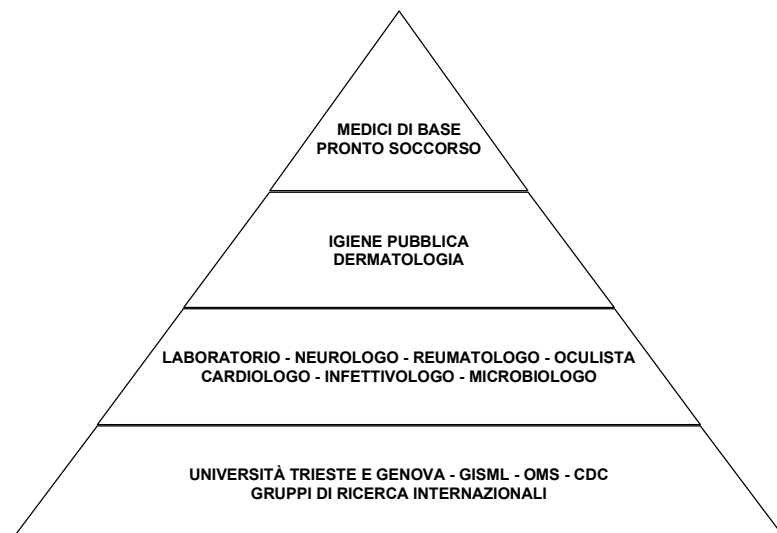 MEDICI DI BASE
PRONTO SOCCORSO
IGIENE PUBBLICA
DERMATOLOGIA
LABORATORIO - NEUROLOGO - REUMATOLOGO - OCULISTA
CARDIOLOGO - INFETTIVOLOGO - MICROBIOLOGO
UNIVERSITÀ TRIESTE E GENOVA - GISML - OMS - CDC
GRUPPI DI RICERCA INTERNAZIONALI